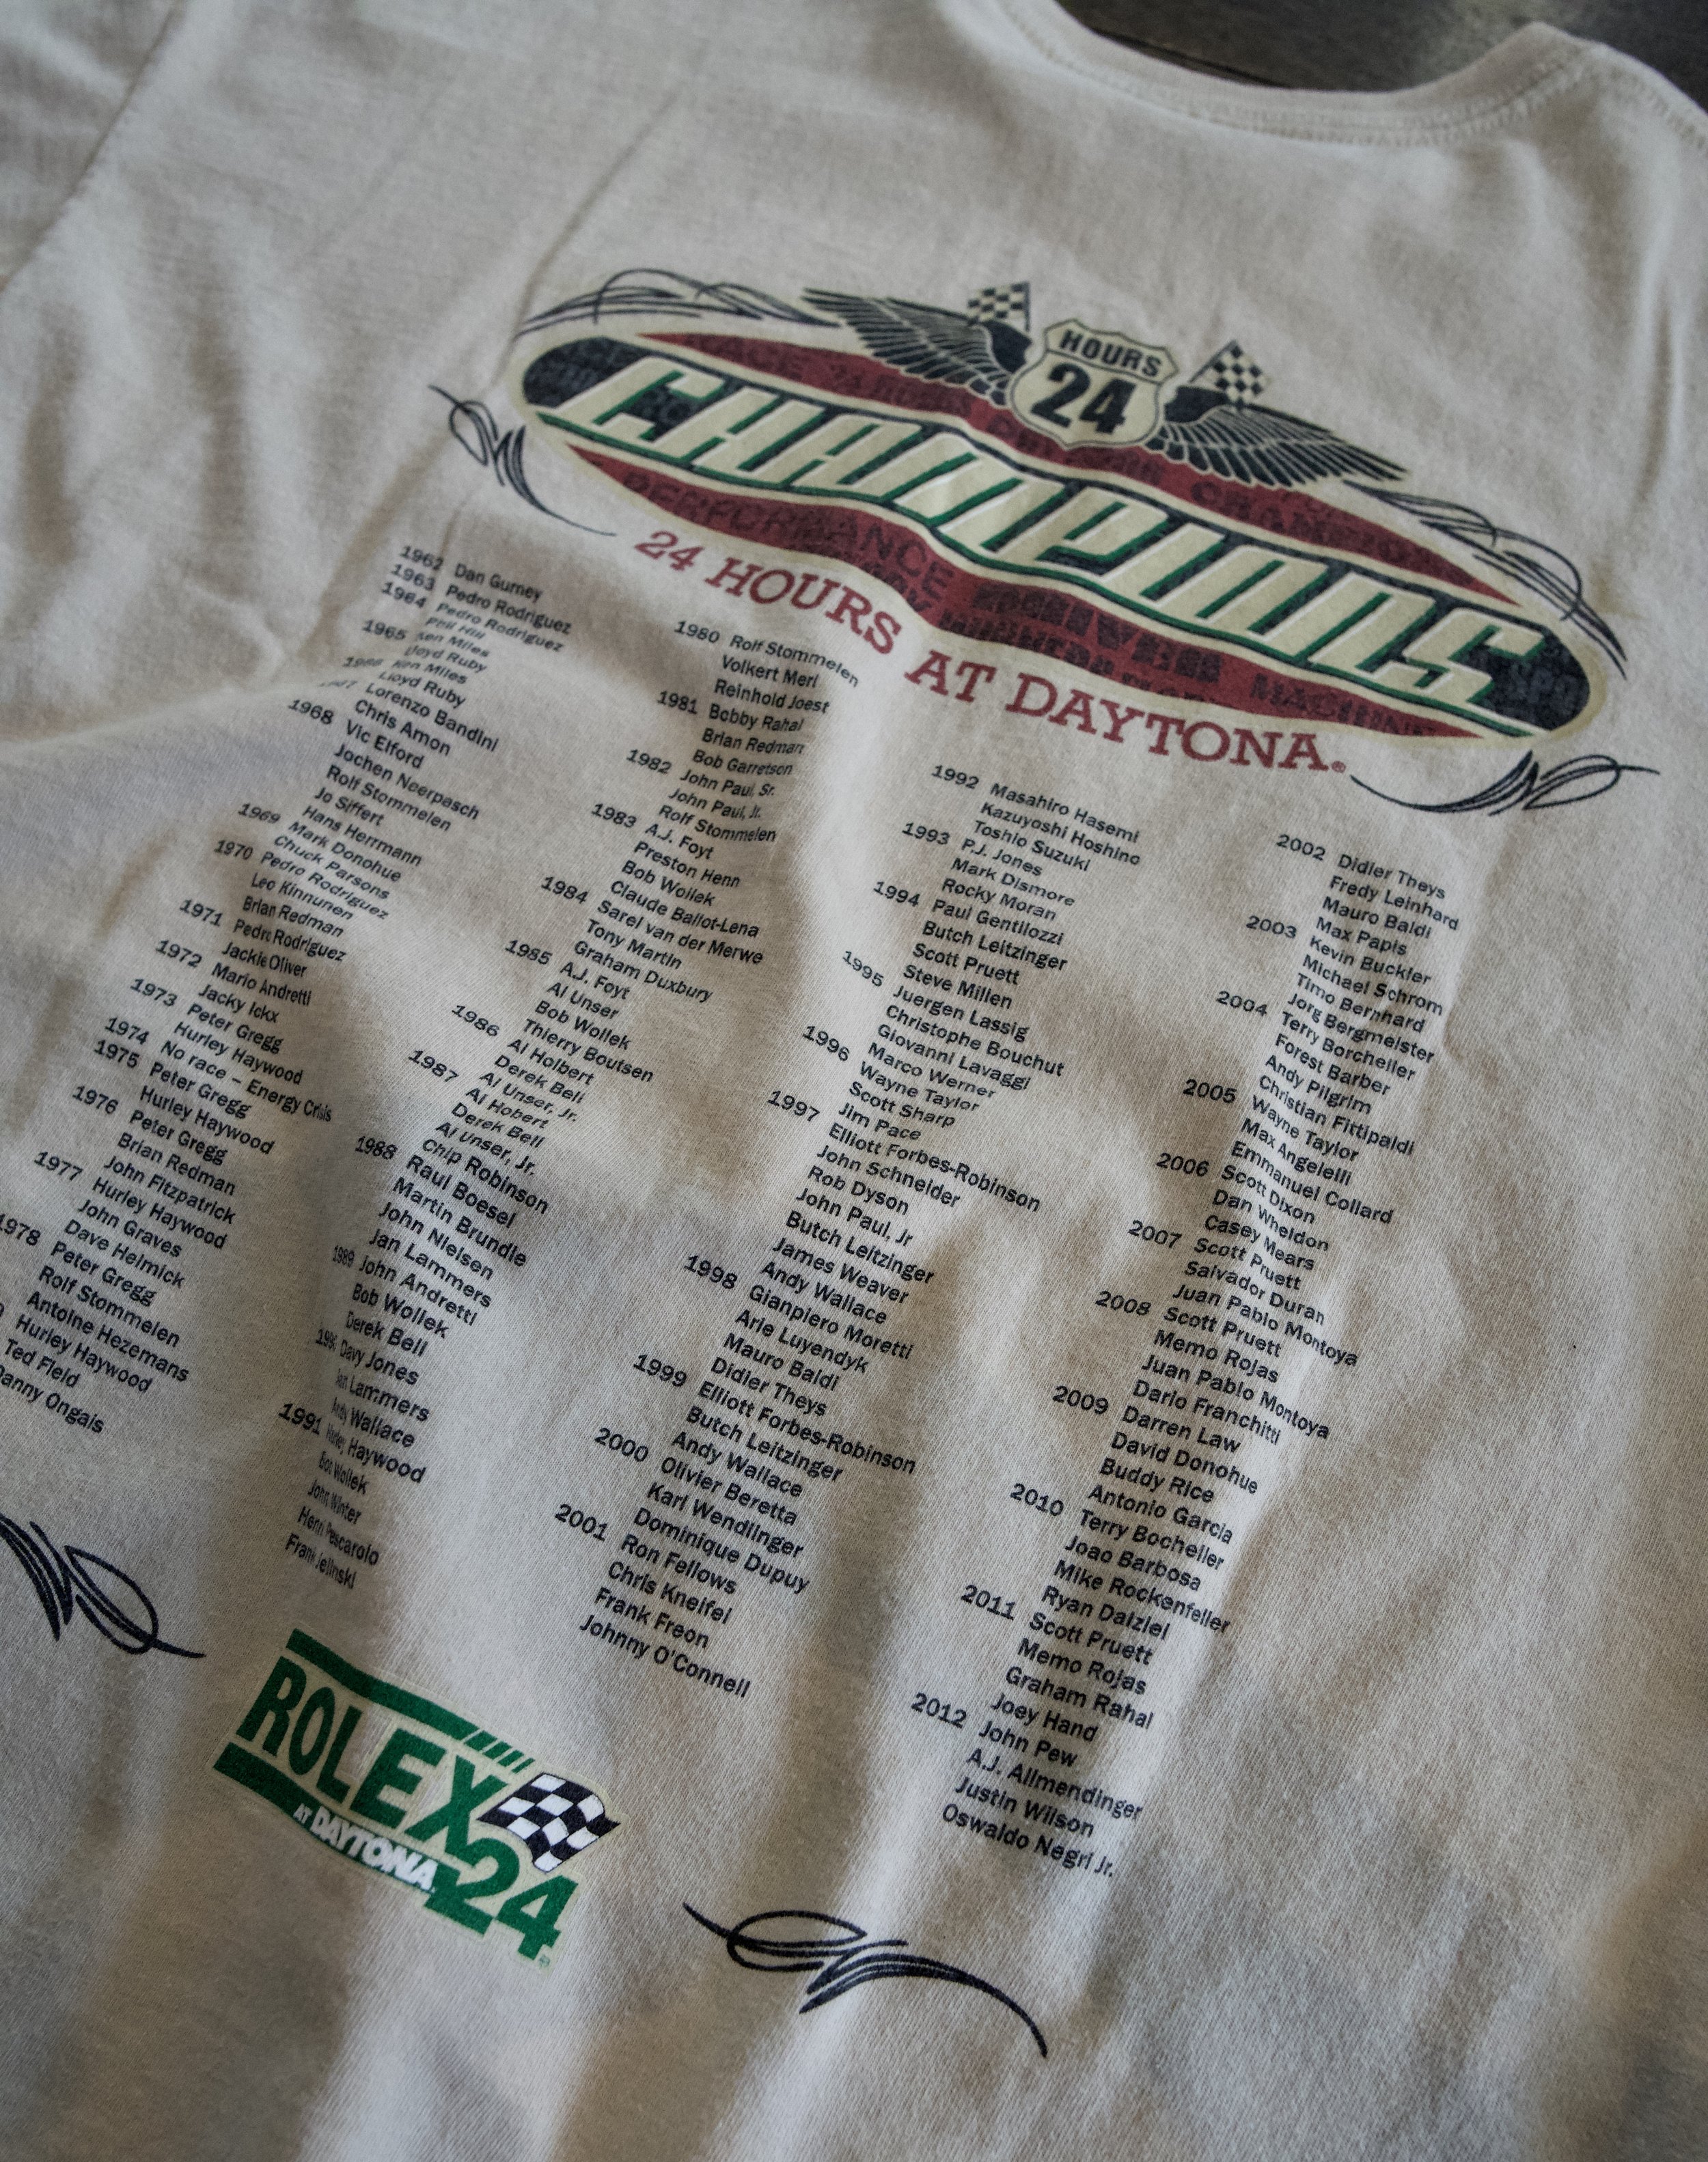 HOURS
24
CHAMPIONS
PERFORMANCE
24 HOURS AT DAYTONA®
1962 Dan Gurney
1963 Pedro Rodriguez
1964 Pedro Rodriguez
Phil Hill
1965 Ken Miles
Lloyd Ruby
1966 Ken Miles
Lloyd Ruby
Lorenzo Bandini
Chris Amon
1968 Vic Elford
Jochen Neerpasch
Rolf Stommelen
Jo Siffert
Hans Herrmann
1969 Mark Donohue
Chuck Parsons
1970 Pedro Rodriguez
Leo Kinnunen
Brian Redman
1971 Pedro Rodriguez
Jackie Oliver
1972 Mario Andretti
Jacky Ickx
1973 Peter Gregg
Hurley Haywood
1974 No race – Energy Crisis
1975 Peter Gregg
Hurley Haywood
1976 Peter Gregg
Brian Redman
John Fitzpatrick
1977 Hurley Haywood
John Graves
Dave Helmick
1978 Peter Gregg
Rolf Stommelen
Antoine Hezemans
Hurley Haywood
Ted Field
Danny Ongais
1980 Rolf Stommelen
Volkert Merl
Reinhold Joest
1981 Bobby Rahal
Brian Redman
Bob Garretson
1982 John Paul, Sr.
John Paul, Jr.
Rolf Stommelen
1983 A.J. Foyt
Preston Henn
Bob Wollek
Claude Ballot-Lena
1984 Sarel van der Merwe
Tony Martin
Graham Duxbury
1985 A.J. Foyt
Al Unser
Bob Wollek
Thierry Boutsen
1986 Al Holbert
Derek Bell
Al Unser, Jr.
1987 Al Hobert
Derek Bell
Al Unser, Jr.
Chip Robinson
1988 Raul Boesel
Martin Brundle
John Nielsen
Jan Lammers
1989 John Andretti
Bob Wollek
Derek Bell
Davy Jones
Jan Lammers
Andy Wallace
1991 Hurley Haywood
Bob Wollek
John Winter
Henri Pescarolo
Frank Jelinski
1992 Masahiro Hasemi
Kazuyoshi Hoshino
Toshio Suzuki
1993 P.J. Jones
Mark Dismore
Rocky Moran
1994 Paul Gentilozzi
Butch Leitzinger
Scott Pruett
Steve Millen
1995 Juergen Lassig
Christophe Bouchut
Giovanni Lavaggi
Marco Werner
1996 Wayne Taylor
Scott Sharp
Jim Pace
1997 Elliott Forbes-Robinson
John Schneider
Rob Dyson
John Paul, Jr
Butch Leitzinger
James Weaver
Andy Wallace
1998 Gianpiero Moretti
Arie Luyendyk
Mauro Baldi
Didier Theys
1999 Elliott Forbes-Robinson
Butch Leitzinger
Andy Wallace
2000 Olivier Beretta
Karl Wendlinger
Dominique Dupuy
2001 Ron Fellows
Chris Kneifel
Frank Freon
Johnny O'Connell
2002 Didier Theys
Fredy Leinhard
Mauro Baldi
Max Papis
2003 Kevin Buckler
Michael Schrom
Timo Bernhard
Jorg Bergmeister
2004 Terry Borcheller
Forest Barber
Andy Pilgrim
Christian Fittipaldi
2005 Wayne Taylor
Max Angelelli
Emmanuel Collard
2006 Scott Dixon
Dan Wheldon
Casey Mears
2007 Scott Pruett
Salvador Duran
Juan Pablo Montoya
2008 Scott Pruett
Memo Rojas
Juan Pablo Montoya
Dario Franchitti
2009 Darren Law
David Donohue
Buddy Rice
Antonio Garcia
2010 Terry Bocheller
Joao Barbosa
Mike Rockenfeller
Ryan Dalziel
2011 Scott Pruett
Memo Rojas
Graham Rahal
Joey Hand
2012 John Pew
A.J. Allmendinger
Justin Wilson
Oswaldo Negri Jr.
ROLEX
24
AT DAYTONA